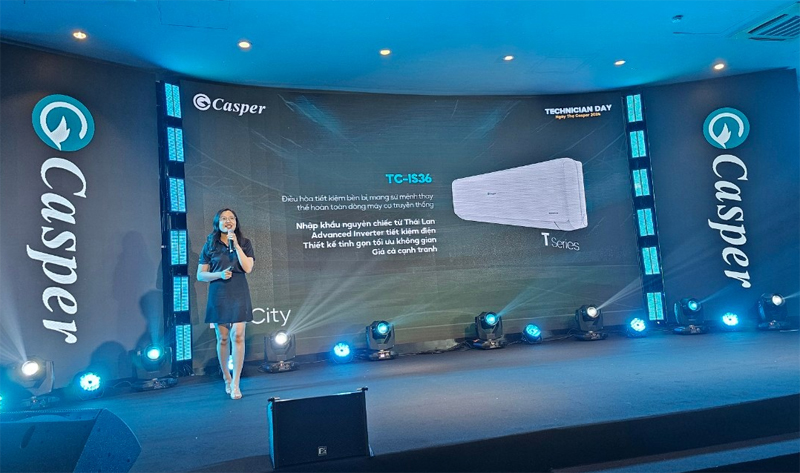 Casper
Casper
TECHNICIAN DAY
Ngày Thợ Casper 2024
TC-IS36
Điều hòa tiết kiệm bền bỉ, mang sứ mệnh thay
thế hoàn toàn dòng máy cơ truyền thống
Nhập khẩu nguyên chiếc từ Thái Lan
Advanced Inverter tiết kiệm điện
Thiết kế tinh gọn tối ưu không gian
Giá cả cạnh tranh
T Series
City
Casper